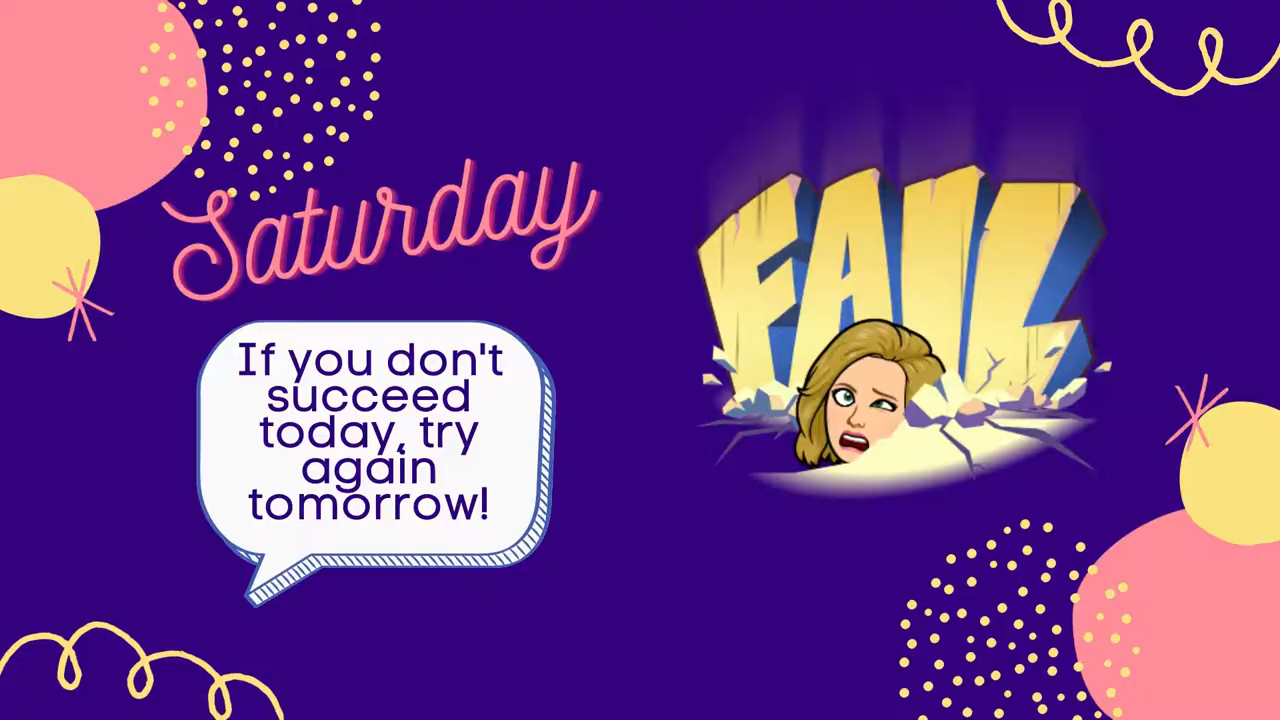 Saturday
FAIL
If you don't
succeed
today, try
again
tomorrow!